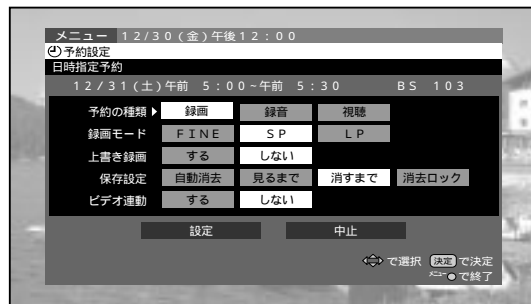 メニュー 12/30(金)午後12:00
予約設定
日時指定予約
12/31(土)午前 5:00~午前 5:30 BS 103
予約の種類 録画 録音 視聴
録画モード FINE SP LP
上書き録画 する しない
保存設定 自動消去 見るまで 消すまで 消去ロック
ビデオ連動 する しない
設定 中止
で選択 決定 で決定
メニュー で終了